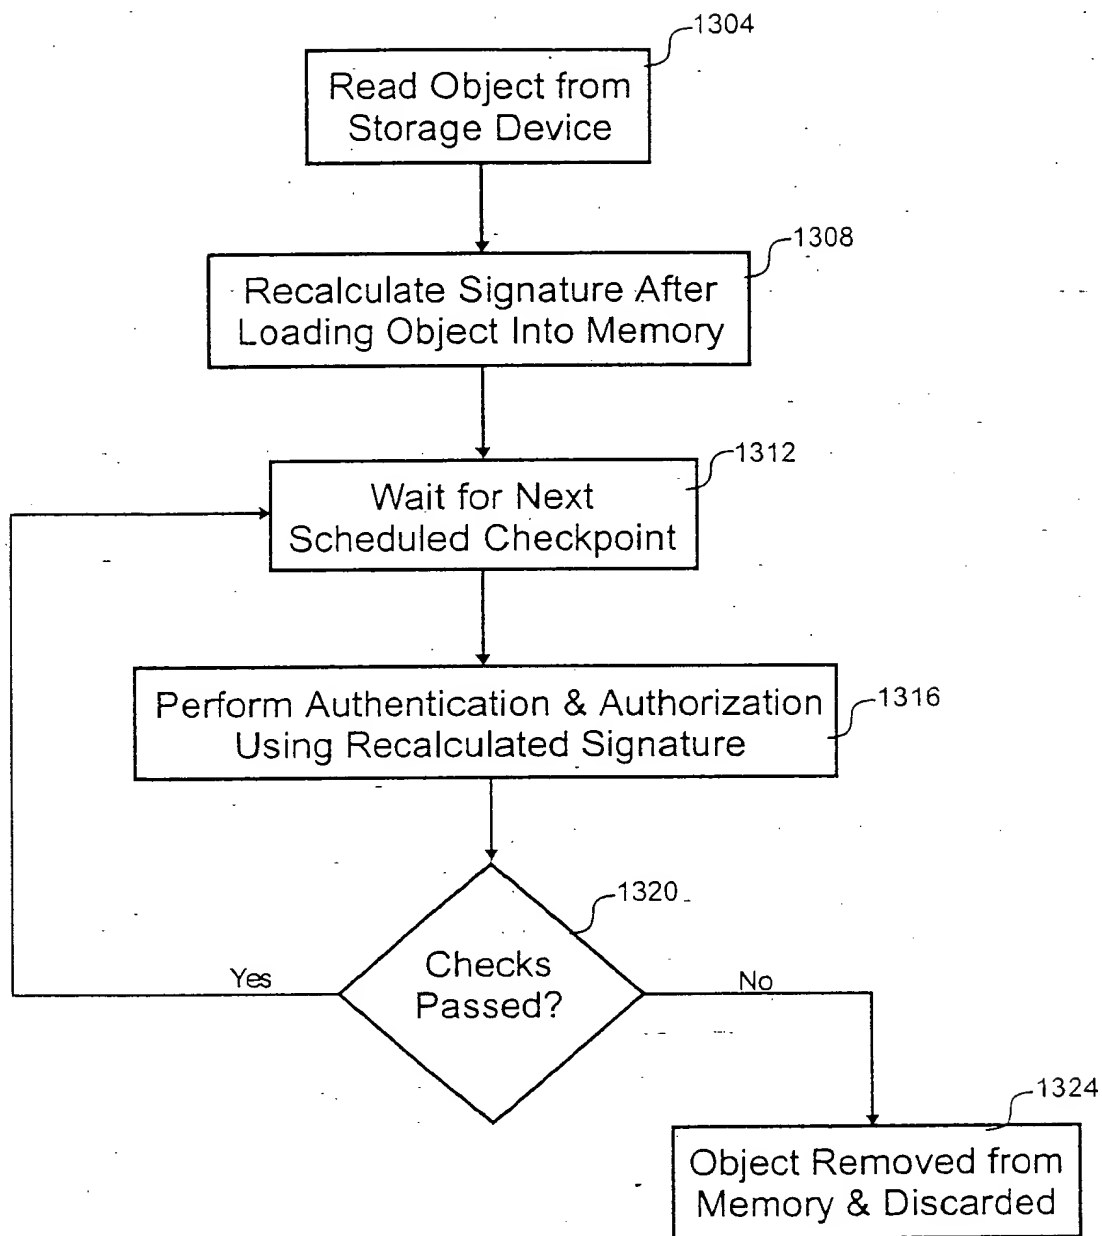 1304
Read Object from
Storage Device
1308
Recalculate Signature After
Loading Object Into Memory
1312
Wait for Next
Scheduled Checkpoint
1316
Perform Authentication & Authorization
Using Recalculated Signature
1320
Checks
Passed?
Yes
No
1324
Object Removed from
Memory & Discarded